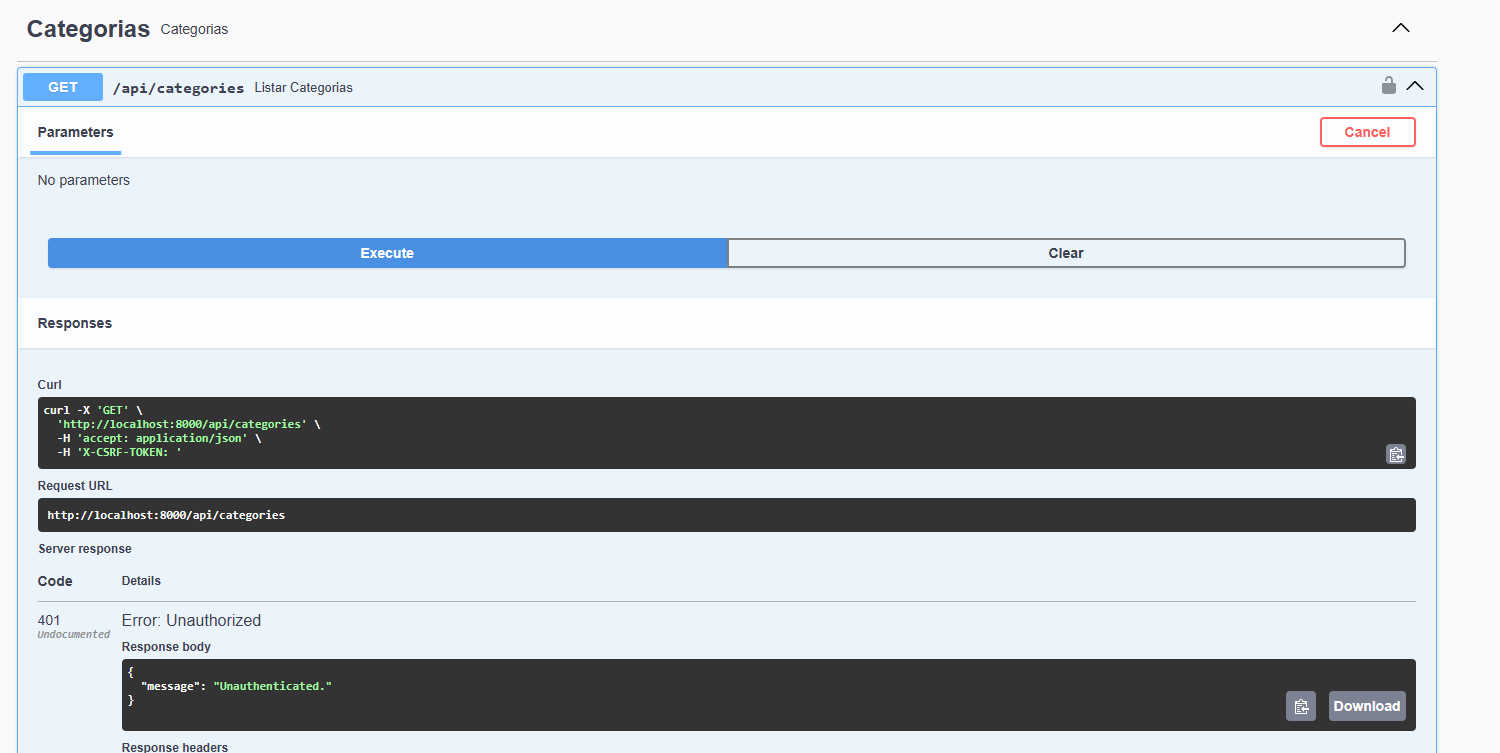 Categorias Categorias
GET /api/categories Listar Categorias
Parameters
Cancel
No parameters
Execute
Clear
Responses
Curl
curl -X 'GET' \
'http://localhost:8000/api/categories' \
-H 'accept: application/json' \
-H 'X-CSRF-TOKEN: '
Request URL
http://localhost:8000/api/categories
Server response
Code
Details
401
Undocumented
Error: Unauthorized
Response body
{
"message": "Unauthenticated."
}
Download
Response headers